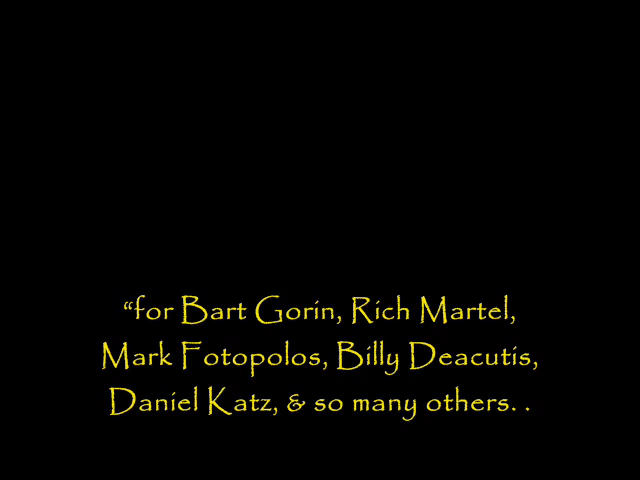 “for Bart Gorin, Rich Martel,
Mark Fotopolos, Billy Deacutis,
Daniel Katz, & so many others. .